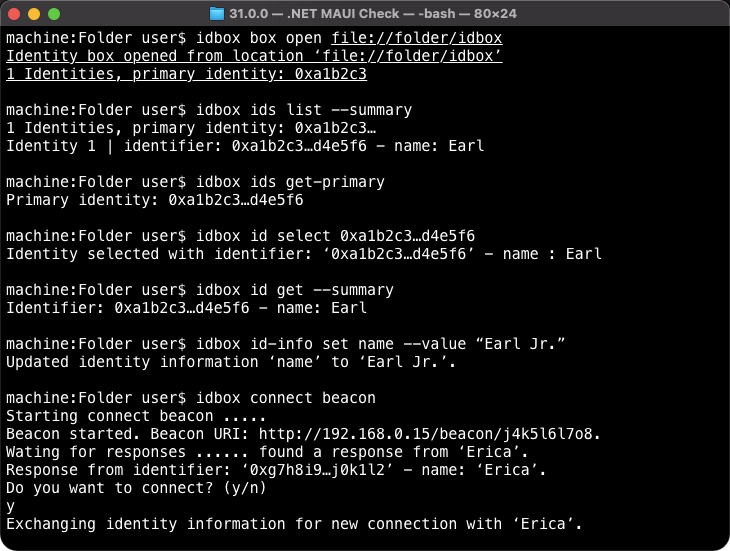 31.0.0 — .NET MAUI Check — -bash — 80×24
machine:Folder user$ idbox box open file://folder/idbox
Identity box opened from location ‘file://folder/idbox’
1 Identities, primary identity: 0xa1b2c3
machine:Folder user$ idbox ids list --summary
1 Identities, primary identity: 0xa1b2c3…
Identity 1 | identifier: 0xa1b2c3…d4e5f6 – name: Earl
machine:Folder user$ idbox ids get-primary
Primary identity: 0xa1b2c3…d4e5f6
machine:Folder user$ idbox id select 0xa1b2c3…d4e5f6
Identity selected with identifier: ‘0xa1b2c3…d4e5f6’ – name : Earl
machine:Folder user$ idbox id get --summary
Identifier: 0xa1b2c3…d4e5f6 – name: Earl
machine:Folder user$ idbox id-info set name --value “Earl Jr.”
Updated identity information ‘name’ to ‘Earl Jr.’.
machine:Folder user$ idbox connect beacon
Starting connect beacon .....
Beacon started. Beacon URI: http://192.168.0.15/beacon/j4k5l6l7o8.
Wating for responses ...... found a response from ‘Erica’.
Response from identifier: ‘0xg7h8i9…j0k1l2’ – name: ‘Erica’.
Do you want to connect? (y/n)
y
Exchanging identity information for new connection with ‘Erica’.